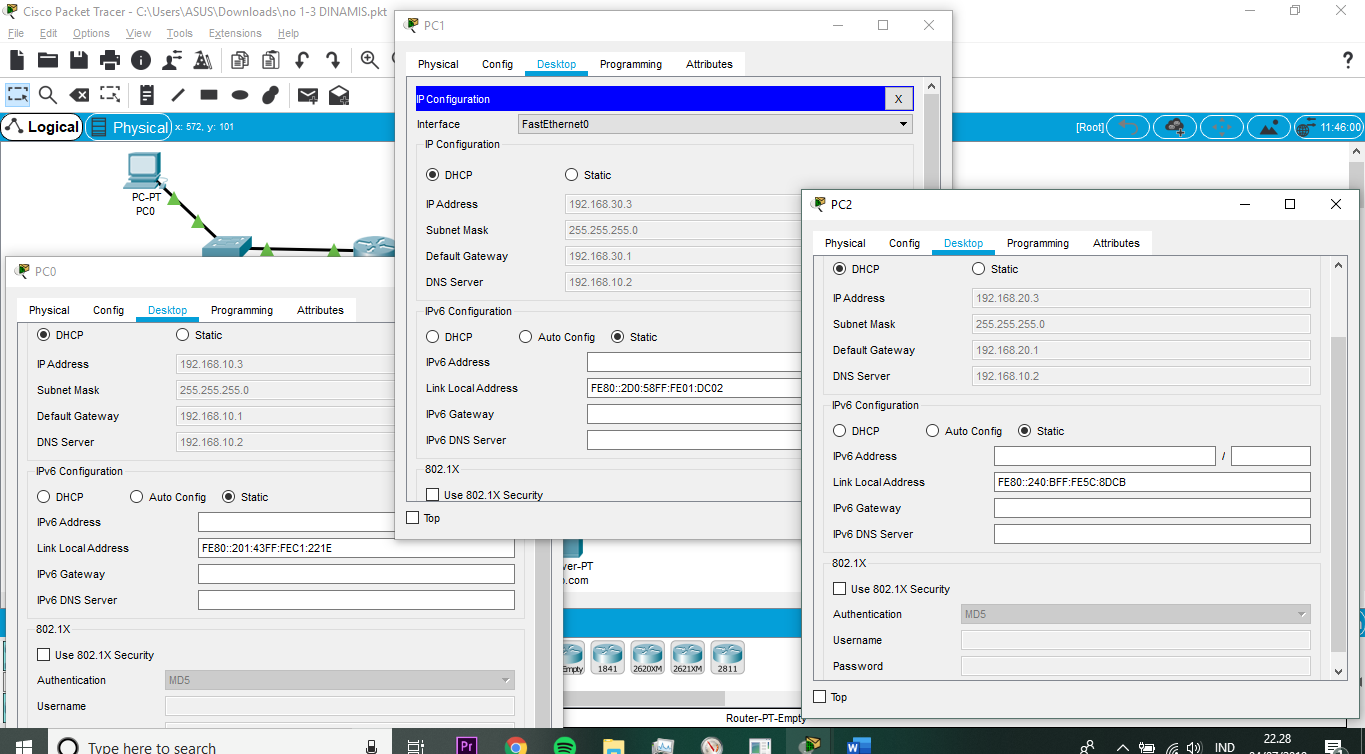 Cisco Packet Tracer - C:\Users\ASUS\Downloads\no 1-3 DINAMIS.pkt
File Edit Options View Tools Extensions Help
Logical Physical x: 572, y: 101
[Root] 11:46:00
PC-PT
PC0
PC1
Physical Config Desktop Programming Attributes
IP Configuration X
Interface FastEthernet0
IP Configuration
DHCP Static
IP Address 192.168.30.3
Subnet Mask 255.255.255.0
Default Gateway 192.168.30.1
DNS Server 192.168.10.2
IPv6 Configuration
DHCP Auto Config Static
IPv6 Address
Link Local Address FE80::2D0:58FF:FE01:DC02
IPv6 Gateway
IPv6 DNS Server
802.1X
Use 802.1X Security
Top
PC2
Physical Config Desktop Programming Attributes
DHCP Static
IP Address 192.168.20.3
Subnet Mask 255.255.255.0
Default Gateway 192.168.20.1
DNS Server 192.168.10.2
IPv6 Configuration
DHCP Auto Config Static
IPv6 Address /
Link Local Address FE80::240:BFF:FE5C:8DCB
IPv6 Gateway
IPv6 DNS Server
802.1X
Use 802.1X Security
Authentication MD5
Username
Password
Top
PC0
Physical Config Desktop Programming Attributes
DHCP Static
IP Address 192.168.10.3
Subnet Mask 255.255.255.0
Default Gateway 192.168.10.1
DNS Server 192.168.10.2
IPv6 Configuration
DHCP Auto Config Static
IPv6 Address
Link Local Address FE80::201:43FF:FEC1:221E
IPv6 Gateway
IPv6 DNS Server
802.1X
Use 802.1X Security
Authentication MD5
Username
ver-PT
o.com
Empty 1841 2620XM 2621XM 2811
Router-PT-Empty
Type here to search
Pr
W
IND
22.28